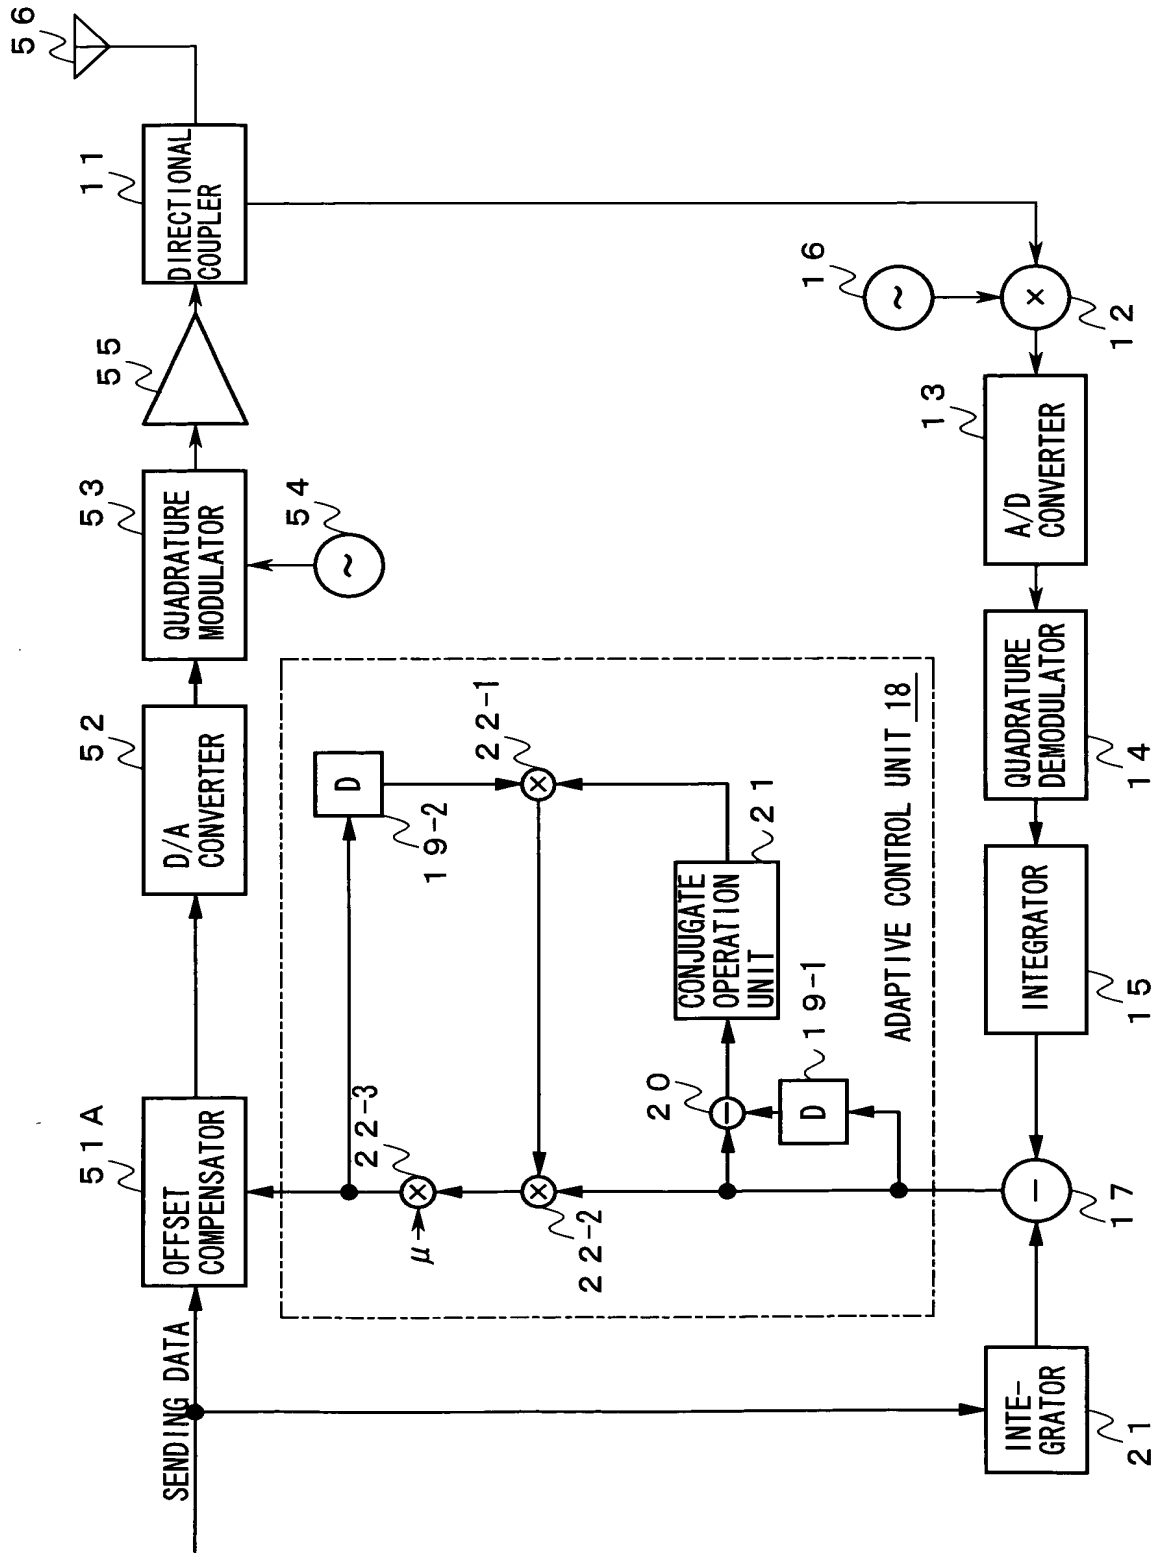 SENDING DATA
51A
OFFSET
COMPENSATOR
52
D/A
CONVERTER
53
QUADRATURE
MODULATOR
54
~
55
11
DIRECTIONAL
COUPLER
56
22-3
×
μ
D
19-2
22-1
×
×
22-2
20
−
D
19-1
CONJUGATE
OPERATION
UNIT
21
ADAPTIVE CONTROL UNIT 18
INTE-
GRATOR
21
−
17
INTEGRATOR
15
QUADRATURE
DEMODULATOR
14
A/D
CONVERTER
13
×
12
~
16